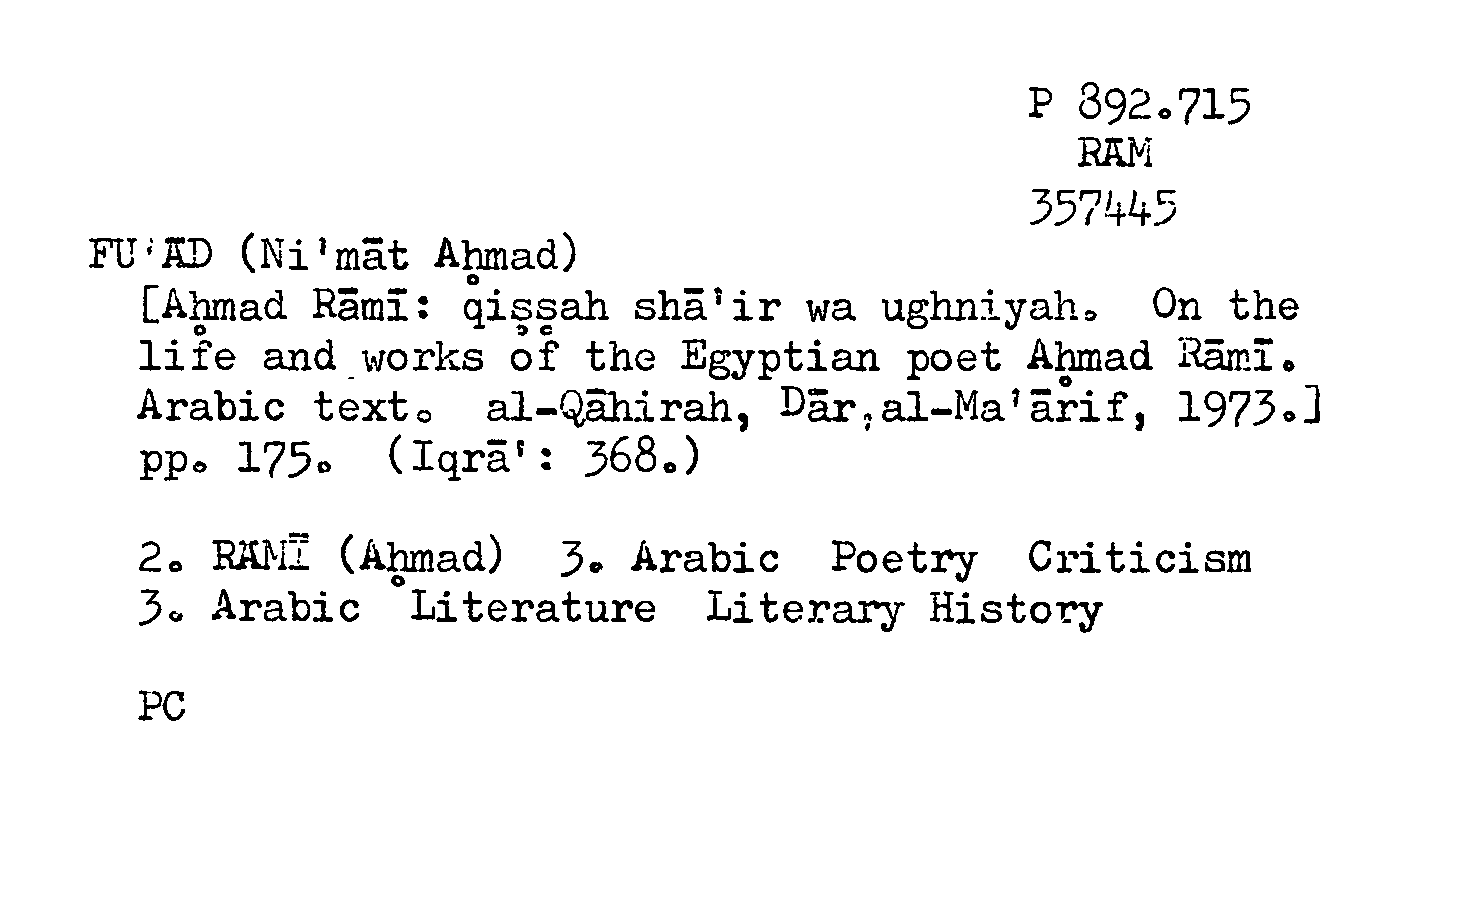 P 892.715
RAM
357445
FU'ĀD (Ni'māt Aḥmad)
[Aḥmad Rāmī: qiṣṣah shā'ir wa ughniyah. On the
life and works of the Egyptian poet Aḥmad Rāmī.
Arabic text. al-Qāhirah, Dār al-Ma'ārif, 1973.]
pp. 175. (Iqrā': 368.)
2. RAMĪ (Aḥmad) 3. Arabic Poetry Criticism
3. Arabic Literature Literary History
PC